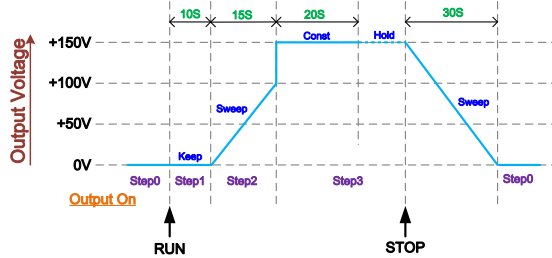 10S 15S 20S 30S
Output Voltage
+150V
Const Hold
+100V
Sweep Sweep
+50V
0V
Keep
Step0 Step1 Step2 Step3 Step0
Output On
RUN STOP